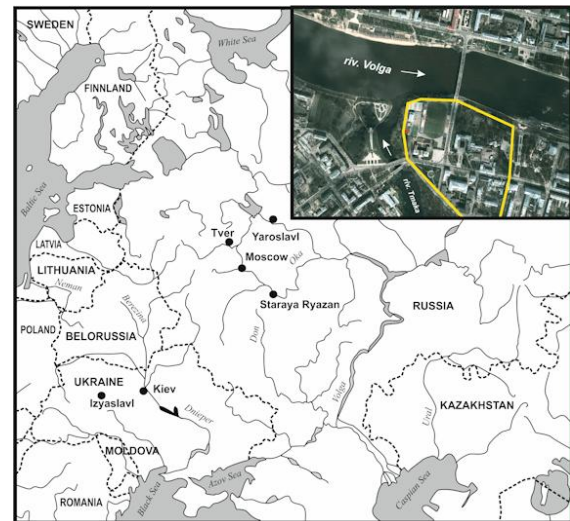 SWEDEN
White Sea
FINNLAND
riv. Volga
riv. Tmaka
Baltic Sea
ESTONIA
LATVIA
LITHUANIA
Neman
Tver
Yaroslavl
Moscow
Oka
Staraya Ryazan
RUSSIA
POLAND
Berezina
BELORUSSIA
Don
UKRAINE
Kiev
Izyaslavl
Dnieper
Volga
Ural
KAZAKHSTAN
MOLDOVA
Azov Sea
Caspian Sea
ROMANIA
Black Sea